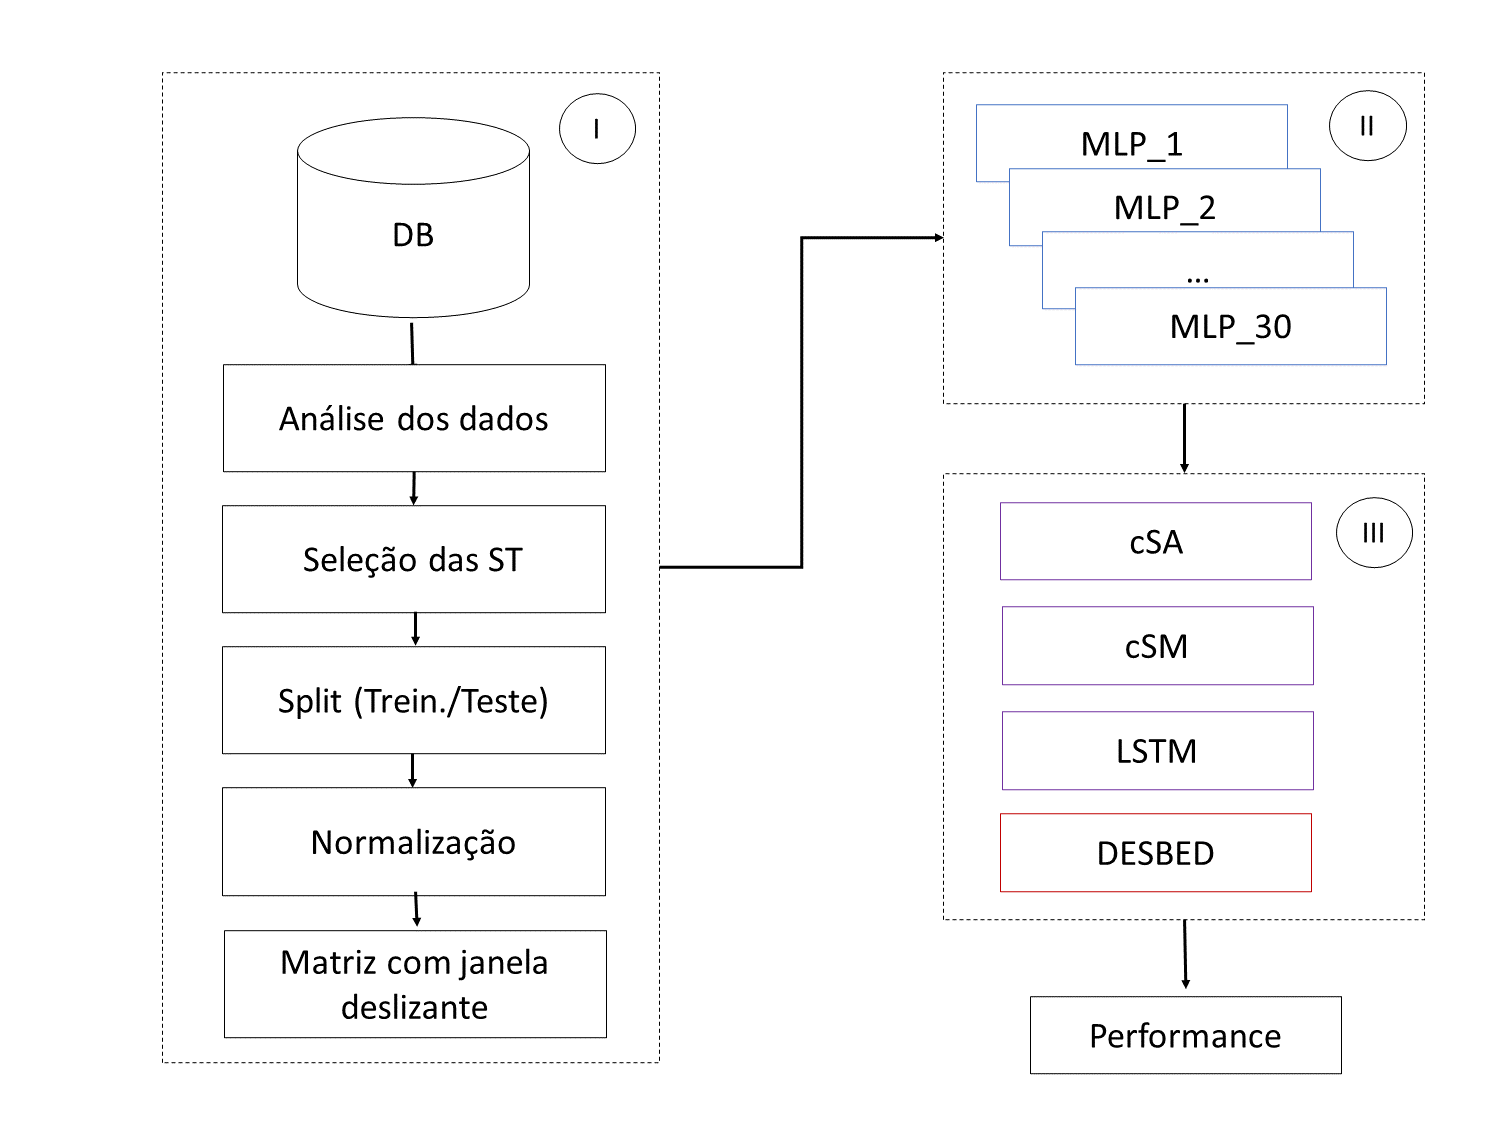 I
DB
Análise dos dados
Seleção das ST
Split (Trein./Teste)
Normalização
Matriz com janela
deslizante
II
MLP_1
MLP_2
...
MLP_30
III
cSA
cSM
LSTM
DESBED
Performance